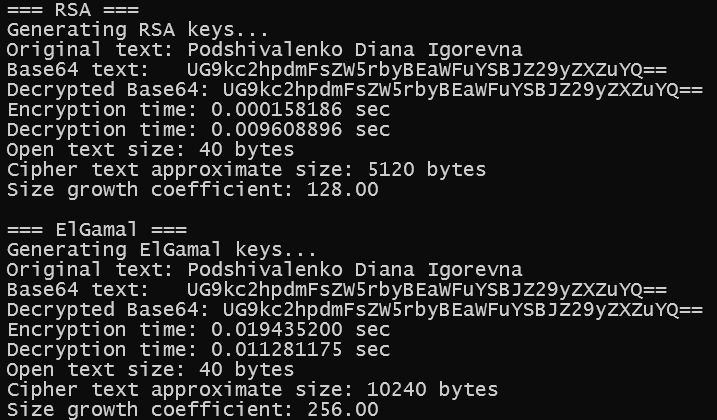 === RSA ===
Generating RSA keys...
Original text: Podshivalenko Diana Igorevna
Base64 text:   UG9kc2hpdmFsZW5rbyBEaWFuYSBJZ29yZXZuYQ==
Decrypted Base64: UG9kc2hpdmFsZW5rbyBEaWFuYSBJZ29yZXZuYQ==
Encryption time: 0.000158186 sec
Decryption time: 0.009608896 sec
Open text size: 40 bytes
Cipher text approximate size: 5120 bytes
Size growth coefficient: 128.00

=== ElGamal ===
Generating ElGamal keys...
Original text: Podshivalenko Diana Igorevna
Base64 text:   UG9kc2hpdmFsZW5rbyBEaWFuYSBJZ29yZXZuYQ==
Decrypted Base64: UG9kc2hpdmFsZW5rbyBEaWFuYSBJZ29yZXZuYQ==
Encryption time: 0.019435200 sec
Decryption time: 0.011281175 sec
Open text size: 40 bytes
Cipher text approximate size: 10240 bytes
Size growth coefficient: 256.00